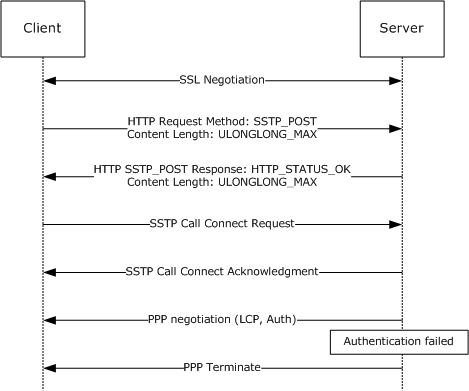 Client
Server
SSL Negotiation
HTTP Request Method: SSTP_POST
Content Length: ULONGLONG_MAX
HTTP SSTP_POST Response: HTTP_STATUS_OK
Content Length: ULONGLONG_MAX
SSTP Call Connect Request
SSTP Call Connect Acknowledgment
PPP negotiation (LCP, Auth)
Authentication failed
PPP Terminate